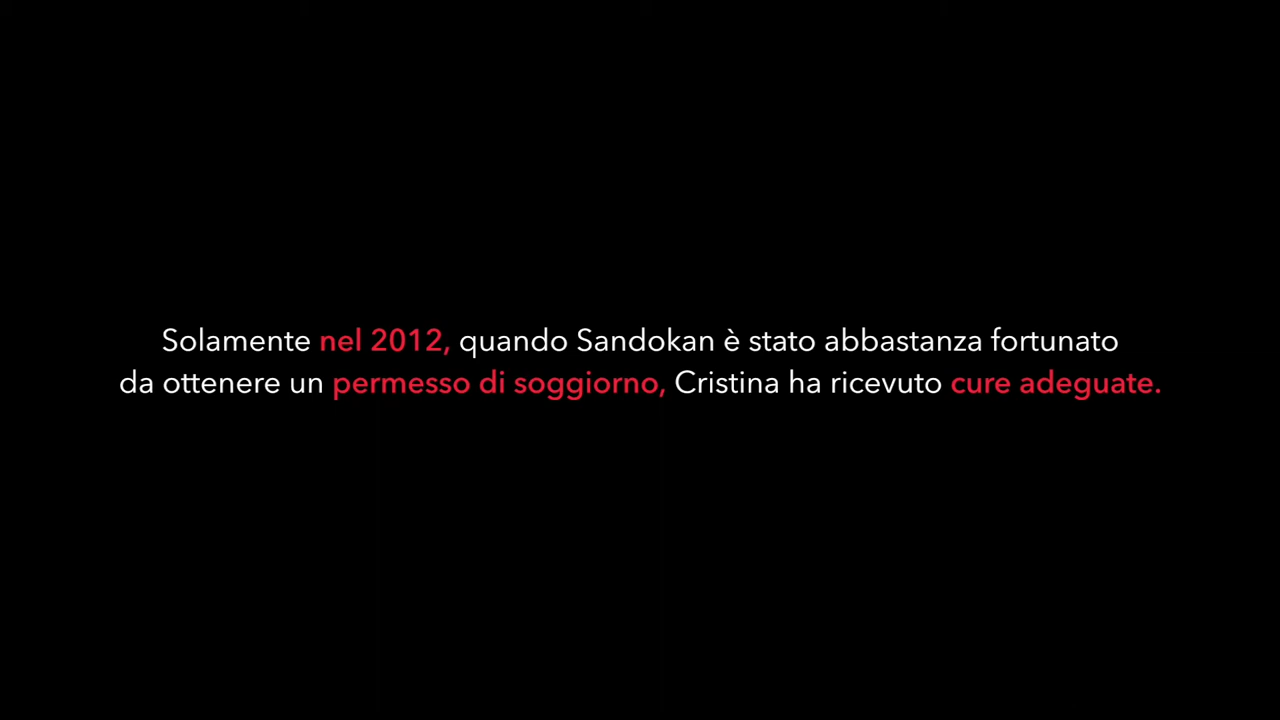 Solamente nel 2012, quando Sandokan è stato abbastanza fortunato
da ottenere un permesso di soggiorno, Cristina ha ricevuto cure adeguate.